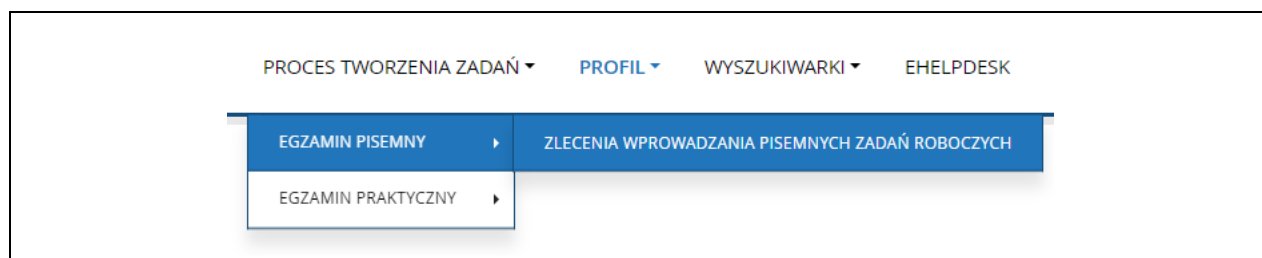 PROCES TWORZENIA ZADAŃ PROFIL WYSZUKIWARKI EHELPDESK
EGZAMIN PISEMNY ZLECENIA WPROWADZANIA PISEMNYCH ZADAŃ ROBOCZYCH
EGZAMIN PRAKTYCZNY